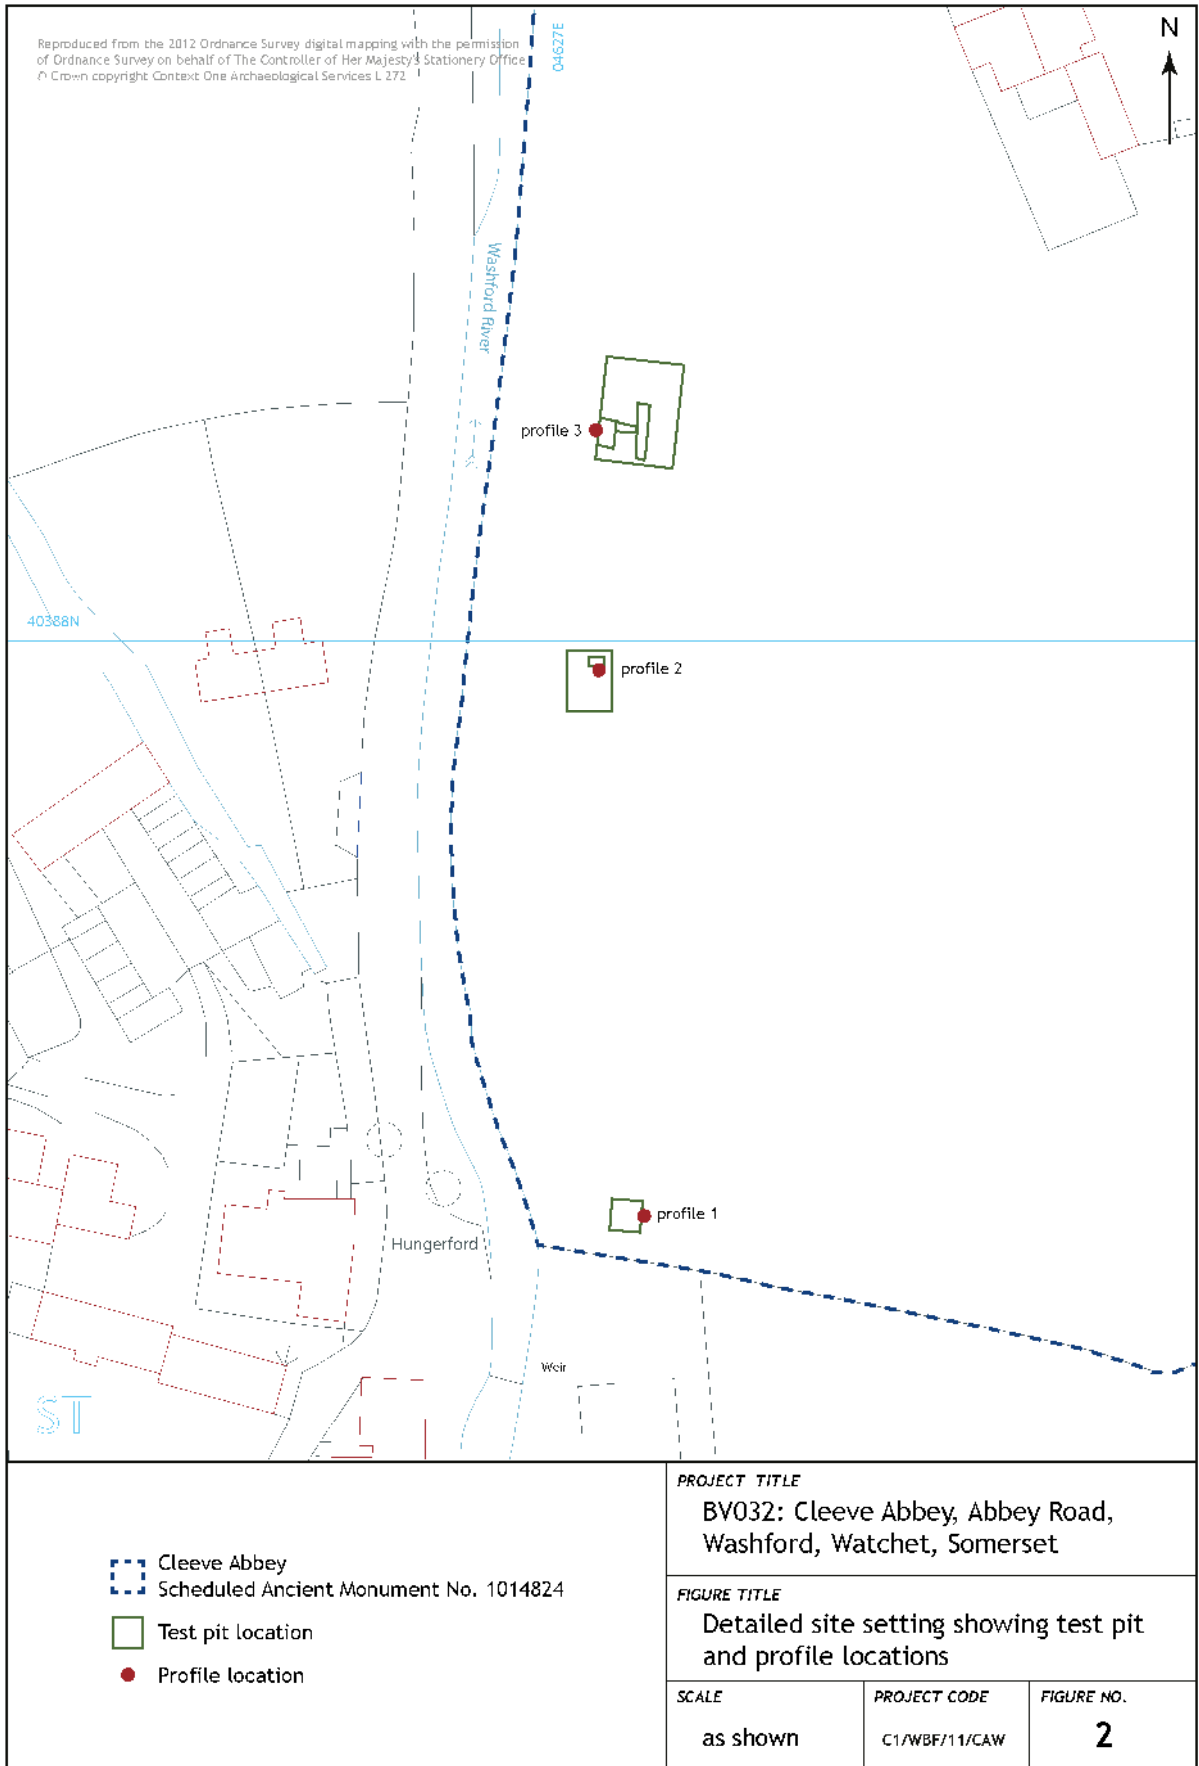 Reproduced from the 2012 Ordnance Survey digital mapping with the permission
of Ordnance Survey on behalf of The Controller of Her Majesty's Stationery Office
© Crown copyright Context One Archaeological Services L 272
04627E
N
Washford River
profile 3
40388N
profile 2
profile 1
Hungerford
Weir
ST
Cleeve Abbey
Scheduled Ancient Monument No. 1014824
Test pit location
Profile location
PROJECT TITLE
BV032: Cleeve Abbey, Abbey Road,
Washford, Watchet, Somerset
FIGURE TITLE
Detailed site setting showing test pit
and profile locations
SCALE
as shown
PROJECT CODE
C1/WBF/11/CAW
FIGURE NO.
2